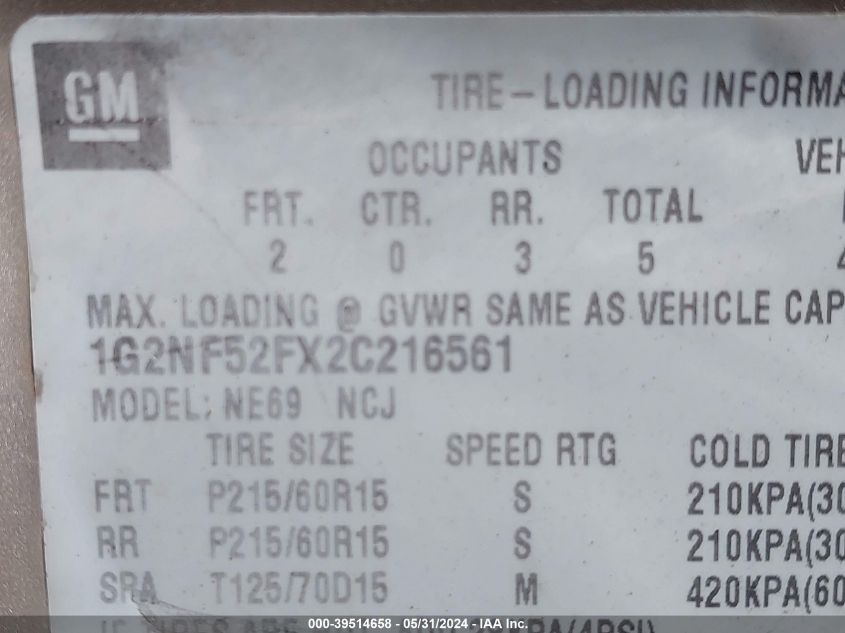 GM
TIRE-LOADING INFORMA
OCCUPANTS VEH
FRT. CTR. RR. TOTAL
2 0 3 5 4
MAX. LOADING @ GVWR SAME AS VEHICLE CAP
1G2NF52FX2C216561
MODEL: NE69 NCJ
TIRE SIZE SPEED RTG COLD TIRE
FRT P215/60R15 S 210KPA(30
RR P215/60R15 S 210KPA(30
SRA T125/70D15 M 420KPA(60
000-39514658 - 05/31/2024 - IAA Inc.